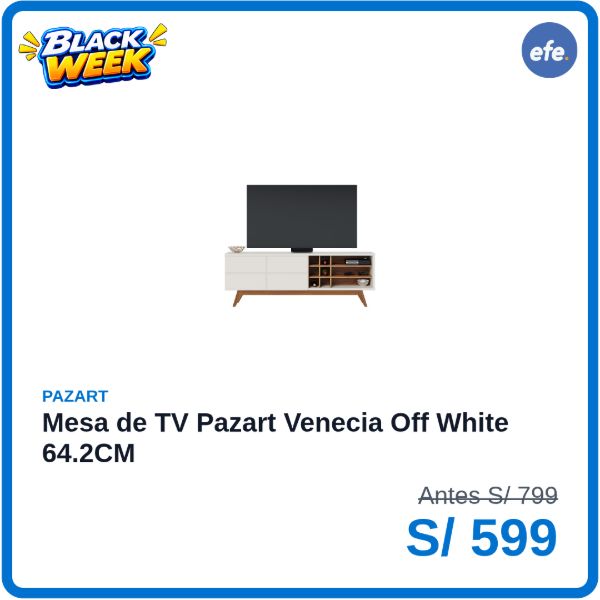 BLACK
WEEK
efe.
PAZART
Mesa de TV Pazart Venecia Off White
64.2CM
Antes S/ 799
S/ 599